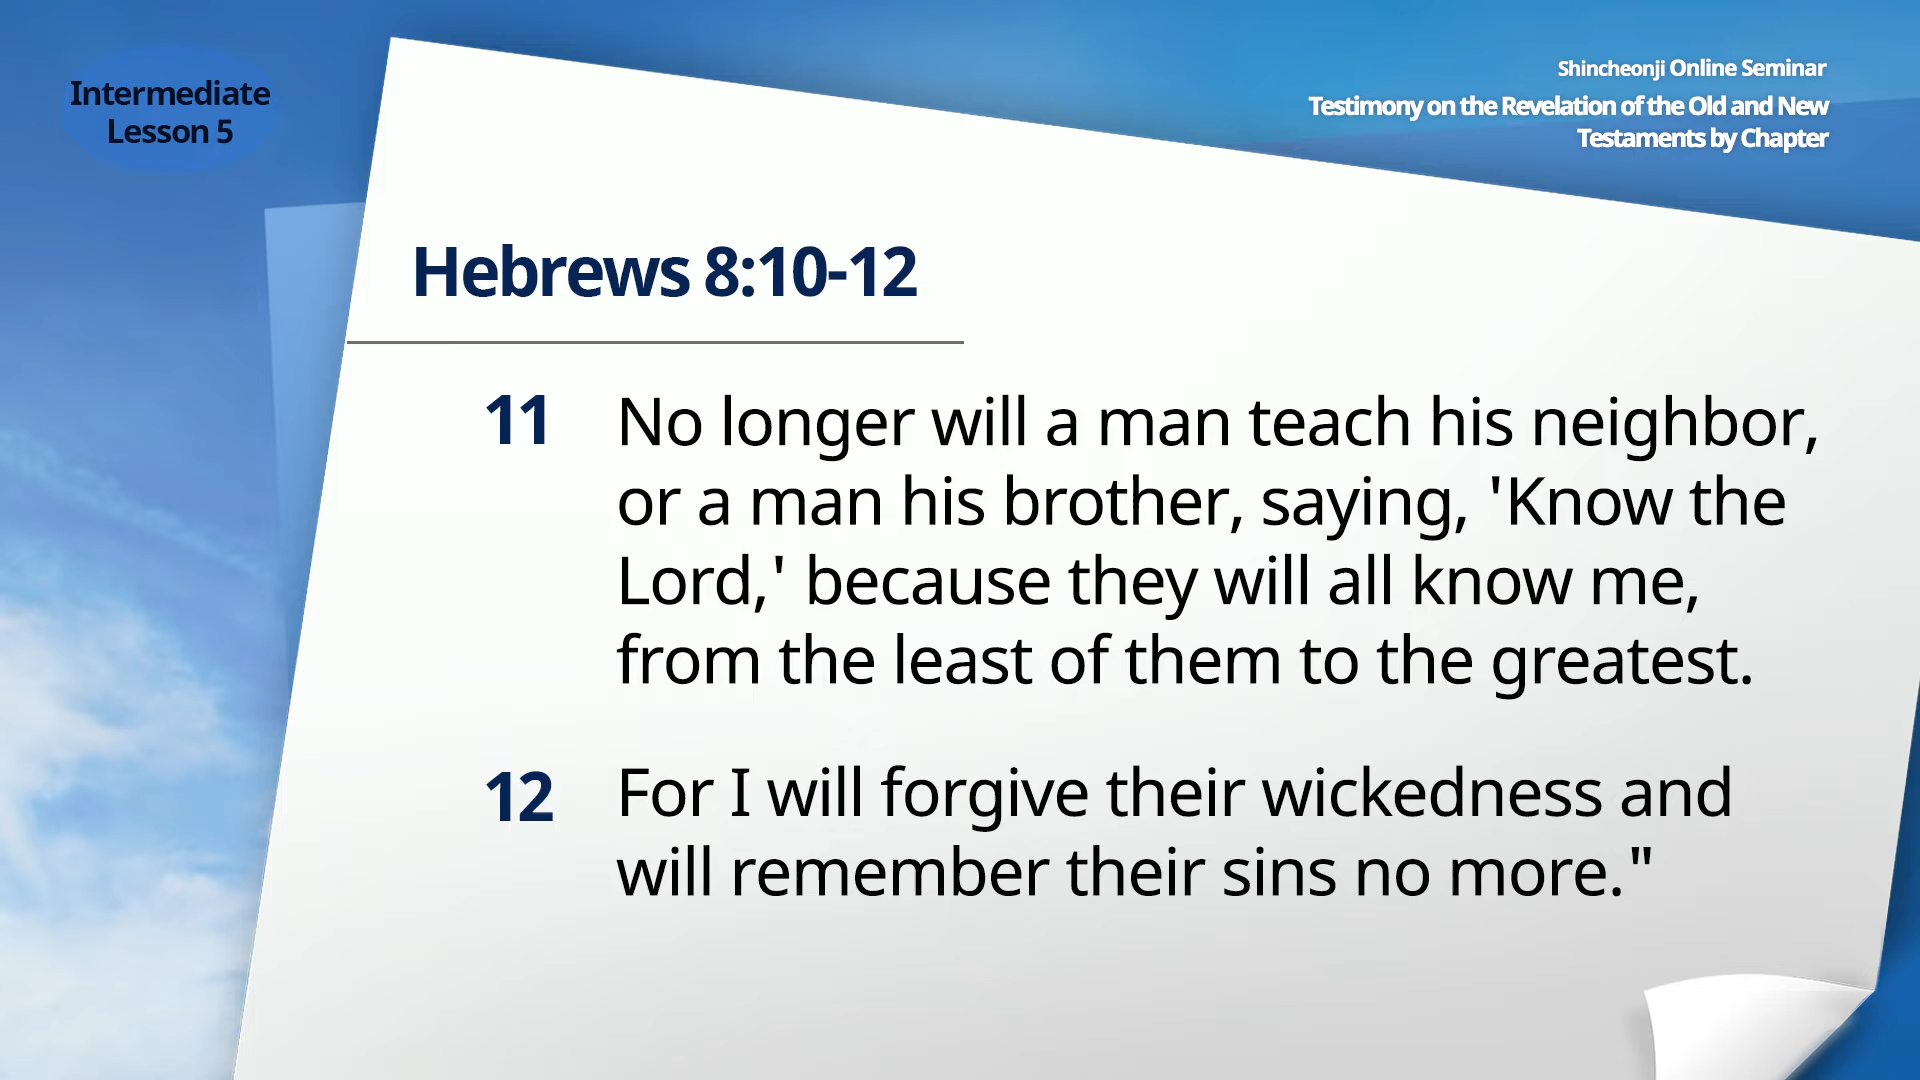 Intermediate
Lesson 5
Shincheonji Online Seminar
Testimony on the Revelation of the Old and New
Testaments by Chapter
Hebrews 8:10-12
11 No longer will a man teach his neighbor,
or a man his brother, saying, 'Know the
Lord,' because they will all know me,
from the least of them to the greatest.
12 For I will forgive their wickedness and
will remember their sins no more."